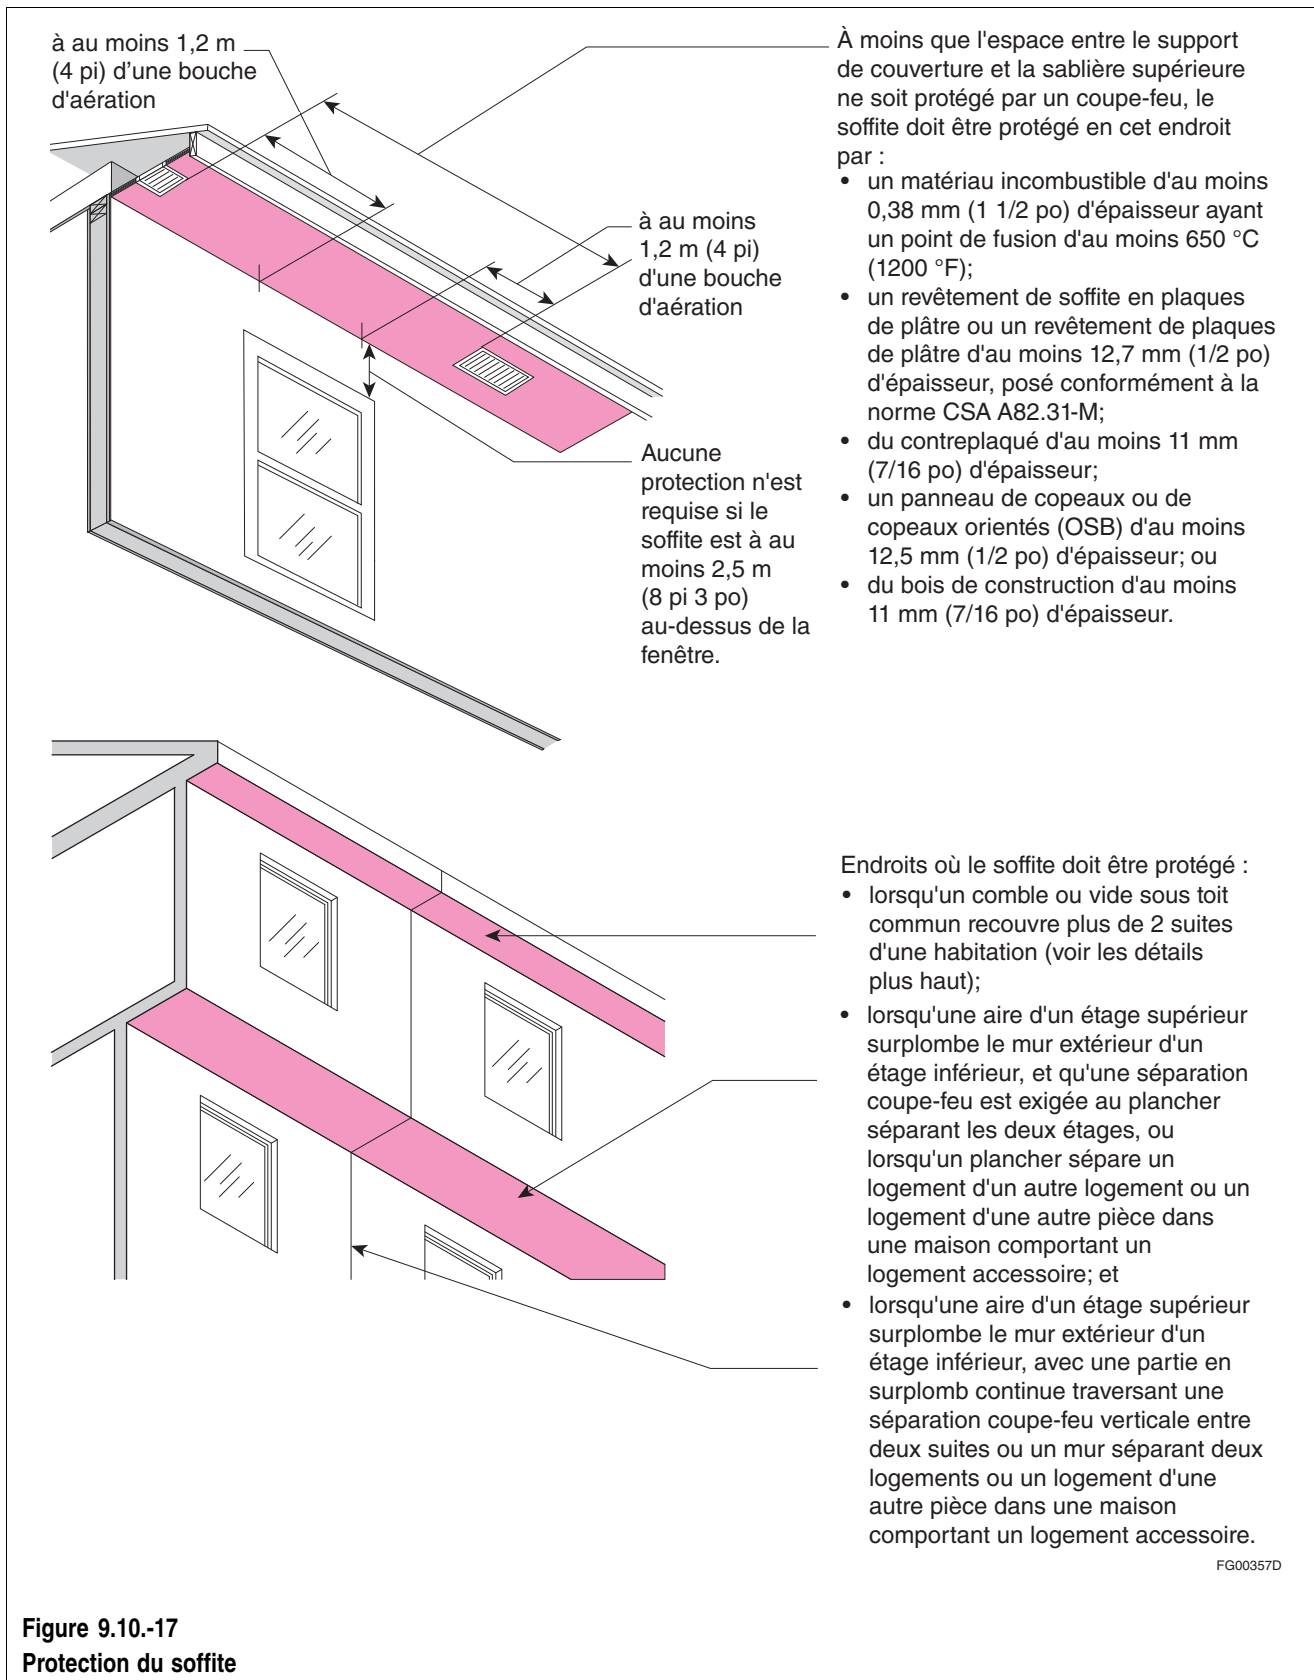 à au moins 1,2 m
(4 pi) d'une bouche
d'aération
À moins que l'espace entre le support
de couverture et la sablière supérieure
ne soit protégé par un coupe-feu, le
soffite doit être protégé en cet endroit
par :
• un matériau incombustible d'au moins
0,38 mm (1 1/2 po) d'épaisseur ayant
un point de fusion d'au moins 650 °C
(1200 °F);
• un revêtement de soffite en plaques
de plâtre ou un revêtement de plaques
de plâtre d'au moins 12,7 mm (1/2 po)
d'épaisseur, posé conformément à la
norme CSA A82.31-M;
• du contreplaqué d'au moins 11 mm
(7/16 po) d'épaisseur;
• un panneau de copeaux ou de
copeaux orientés (OSB) d'au moins
12,5 mm (1/2 po) d'épaisseur; ou
• du bois de construction d'au moins
11 mm (7/16 po) d'épaisseur.
à au moins
1,2 m (4 pi)
d'une bouche
d'aération
Aucune
protection n'est
requise si le
soffite est à au
moins 2,5 m
(8 pi 3 po)
au-dessus de la
fenêtre.
Endroits où le soffite doit être protégé :
• lorsqu'un comble ou vide sous toit
commun recouvre plus de 2 suites
d'une habitation (voir les détails
plus haut);
• lorsqu'une aire d'un étage supérieur
surplombe le mur extérieur d'un
étage inférieur, et qu'une séparation
coupe-feu est exigée au plancher
séparant les deux étages, ou
lorsqu'un plancher sépare un
logement d'un autre logement ou un
logement d'une autre pièce dans
une maison comportant un
logement accessoire; et
• lorsqu'une aire d'un étage supérieur
surplombe le mur extérieur d'un
étage inférieur, avec une partie en
surplomb continue traversant une
séparation coupe-feu verticale entre
deux suites ou un mur séparant deux
logements ou un logement d'une
autre pièce dans une maison
comportant un logement accessoire.
FG00357D
Figure 9.10.-17
Protection du soffite